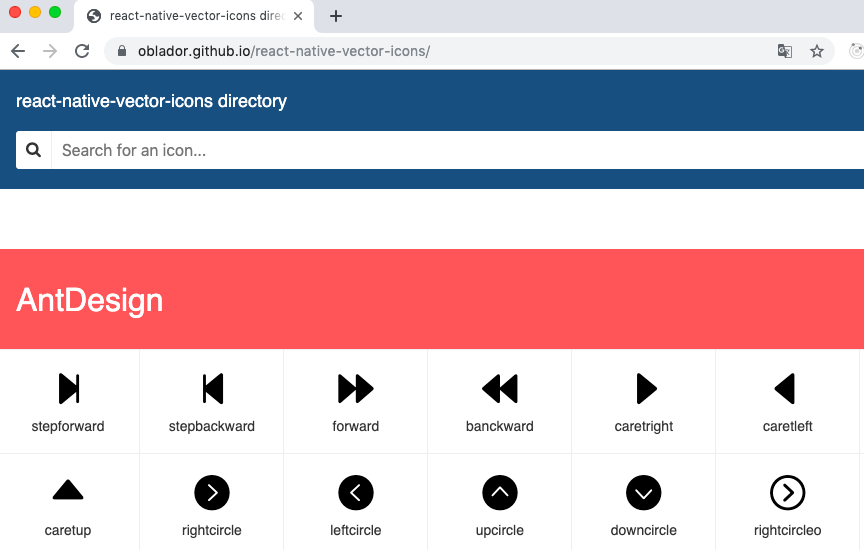 react-native-vector-icons direc
oblador.github.io/react-native-vector-icons/
react-native-vector-icons directory
Search for an icon...
AntDesign
stepforward stepbackward forward banckward caretright caretleft
caretup rightcircle leftcircle upcircle downcircle rightcircleo